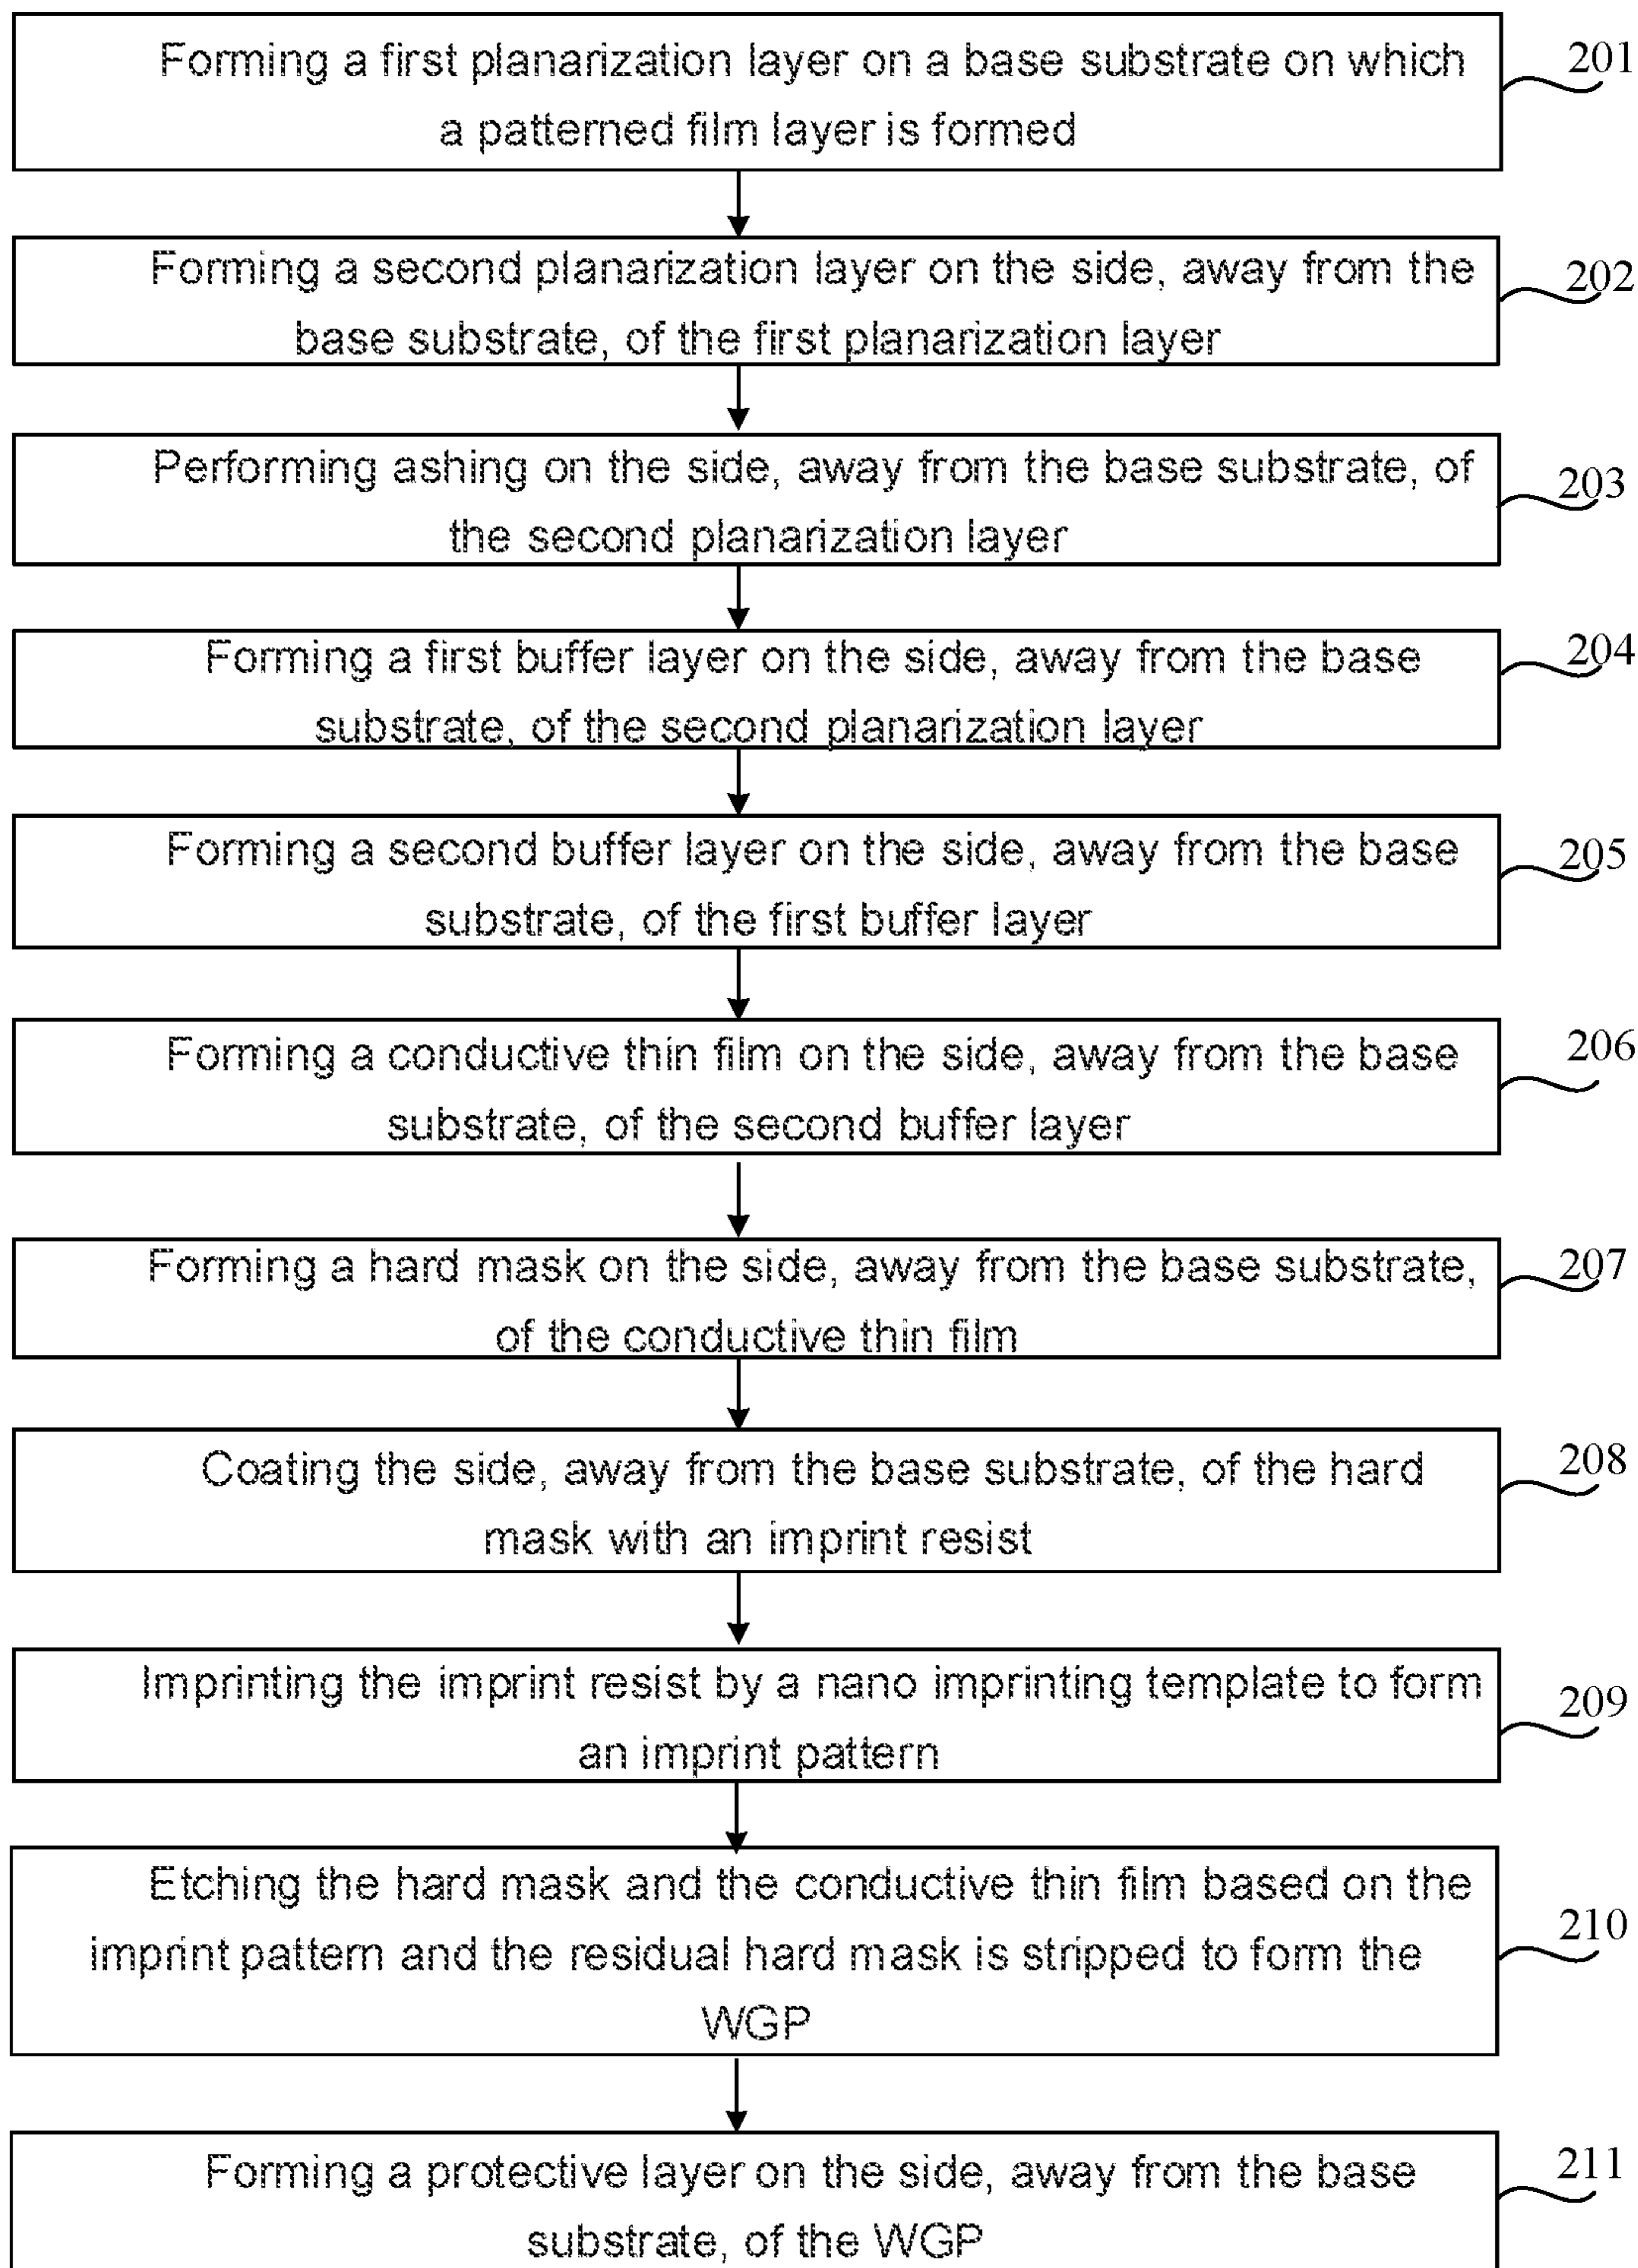 Forming a first planarization layer on a base substrate on which
a patterned film layer is formed
201
Forming a second planarization layer on the side, away from the
base substrate, of the first planarization layer
202
Performing ashing on the side, away from the base substrate, of
the second planarization layer
203
Forming a first buffer layer on the side, away from the base
substrate, of the second planarization layer
204
Forming a second buffer layer on the side, away from the base
substrate, of the first buffer layer
205
Forming a conductive thin film on the side, away from the base
substrate, of the second buffer layer
206
Forming a hard mask on the side, away from the base substrate,
of the conductive thin film
207
Coating the side, away from the base substrate, of the hard
mask with an imprint resist
208
Imprinting the imprint resist by a nano imprinting template to form
an imprint pattern
209
Etching the hard mask and the conductive thin film based on the
imprint pattern and the residual hard mask is stripped to form the
WGP
210
Forming a protective layer on the side, away from the base
substrate, of the WGP
211